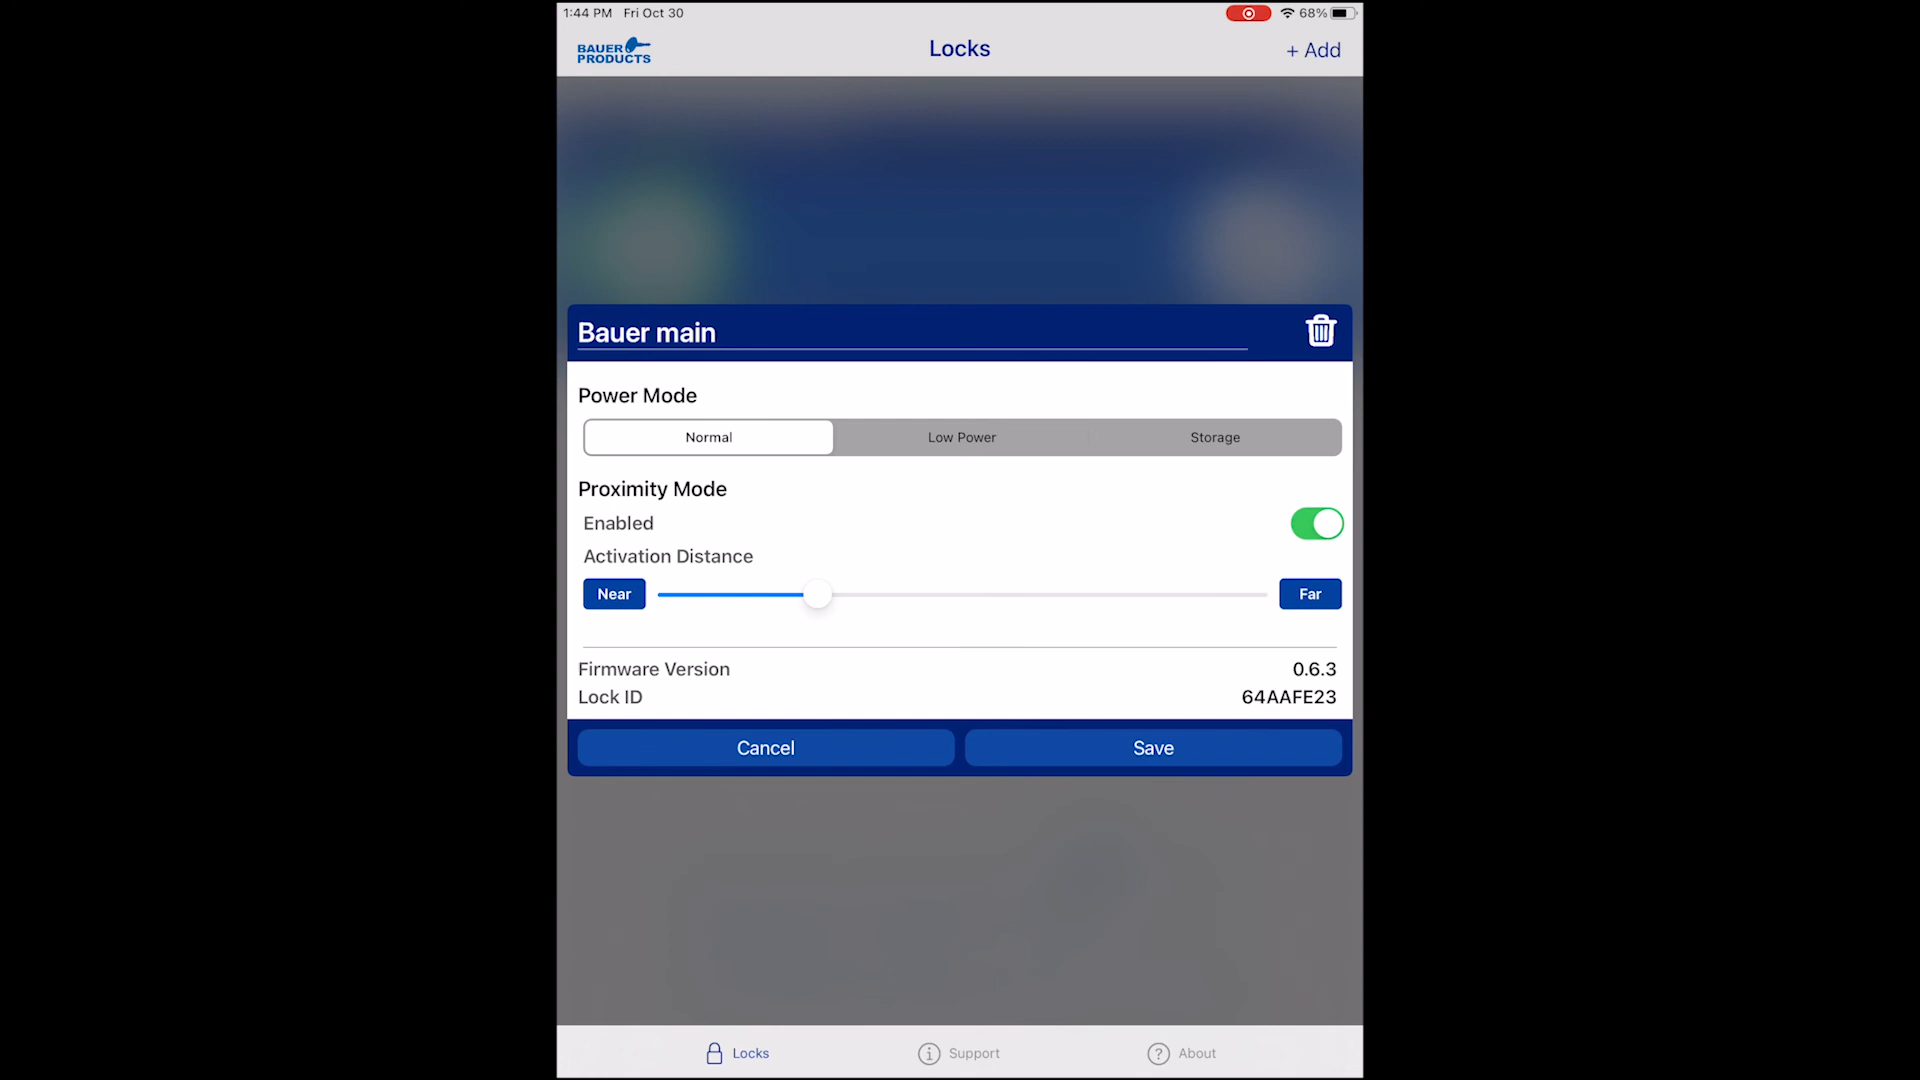 1:44 PM Fri Oct 30 68%
BAUER
PRODUCTS
Locks
+ Add
Bauer main
Power Mode
Normal Low Power Storage
Proximity Mode
Enabled
Activation Distance
Near Far
Firmware Version 0.6.3
Lock ID 64AAFE23
Cancel Save
Locks Support About